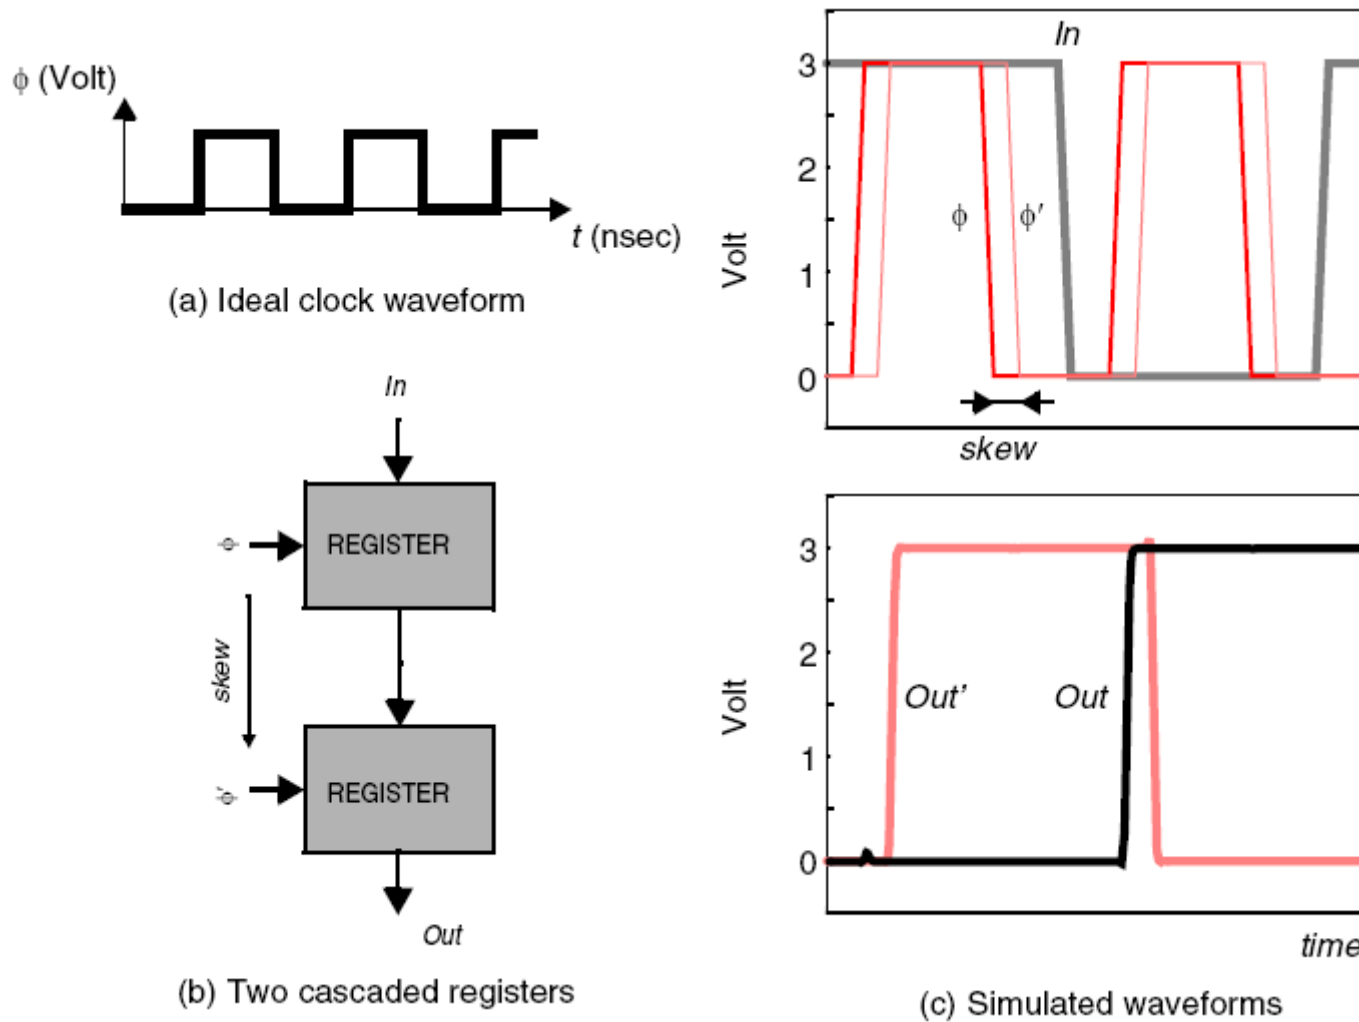 ϕ (Volt)
t (nsec)
(a) Ideal clock waveform
In
ϕ
REGISTER
skew
ϕ'
REGISTER
Out
(b) Two cascaded registers
In
3
2
ϕ
ϕ'
Volt
1
0
skew
3
2
Out'
Out
Volt
1
0
time
(c) Simulated waveforms